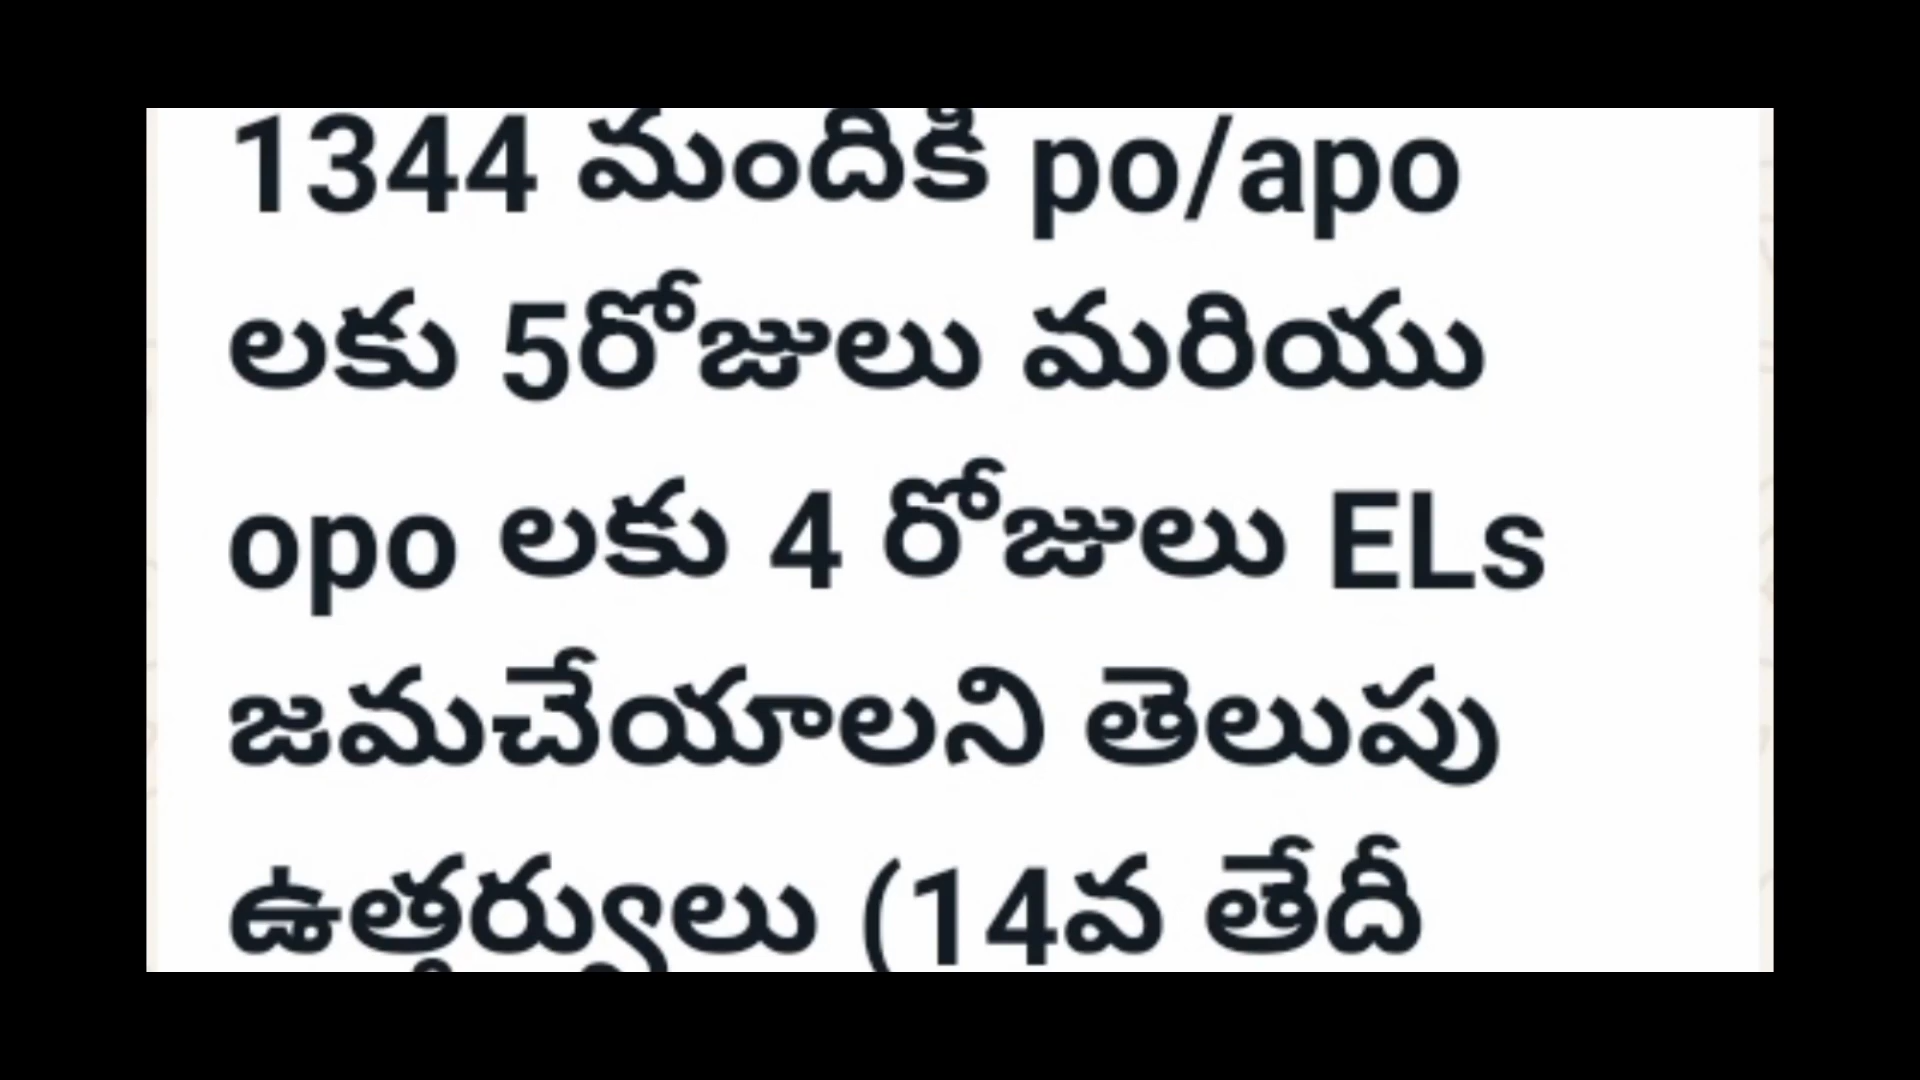 1344 మందికి po/apo
లకు 5రోజులు మరియు
opo లకు 4 రోజులు ELs
జమచేయాలని తెలుపు
ఉత్తర్వులు (14వ తేదీ